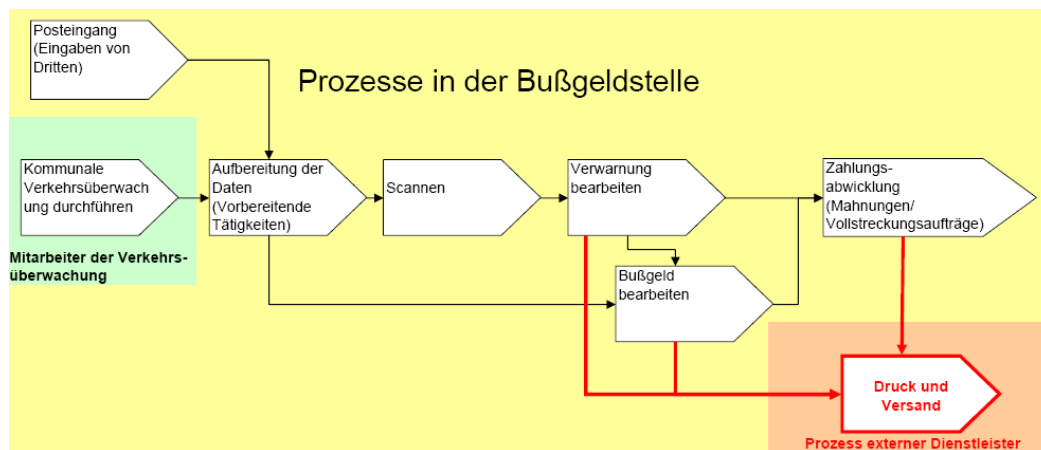 Posteingang
(Eingaben von
Dritten)
Prozesse in der Bußgeldstelle
Kommunale
Verkehrsüberwach
ung durchführen
Aufbereitung der
Daten
(Vorbereitende
Tätigkeiten)
Scannen
Verwarnung
bearbeiten
Zahlungs-
abwicklung
(Mahnungen/
Vollstreckungsaufträge)
Mitarbeiter der Verkehrs-
überwachung
Bußgeld
bearbeiten
Druck und
Versand
Prozess externer Dienstleister